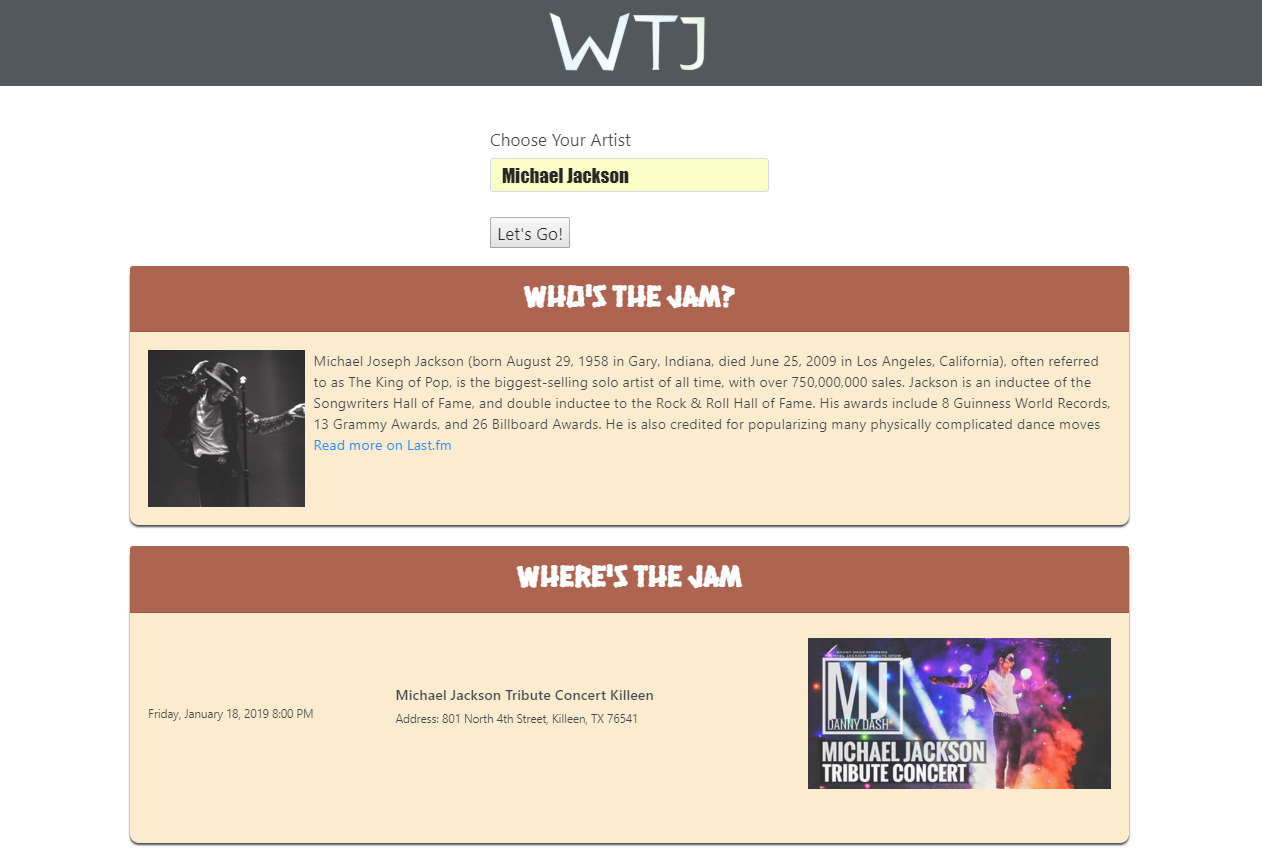 WTJ
Choose Your Artist
Michael Jackson
Let's Go!
WHO'S THE JAM?
Michael Joseph Jackson (born August 29, 1958 in Gary, Indiana, died June 25, 2009 in Los Angeles, California), often referred
to as The King of Pop, is the biggest-selling solo artist of all time, with over 750,000,000 sales. Jackson is an inductee of the
Songwriters Hall of Fame, and double inductee to the Rock & Roll Hall of Fame. His awards include 8 Guinness World Records,
13 Grammy Awards, and 26 Billboard Awards. He is also credited for popularizing many physically complicated dance moves
Read more on Last.fm
WHERE'S THE JAM
Friday, January 18, 2019 8:00 PM
Michael Jackson Tribute Concert Killeen
Address: 801 North 4th Street, Killeen, TX 76541
MICHAEL JACKSON TRIBUTE SHOW
MJ
DANNY DASH
MICHAEL JACKSON
TRIBUTE CONCERT